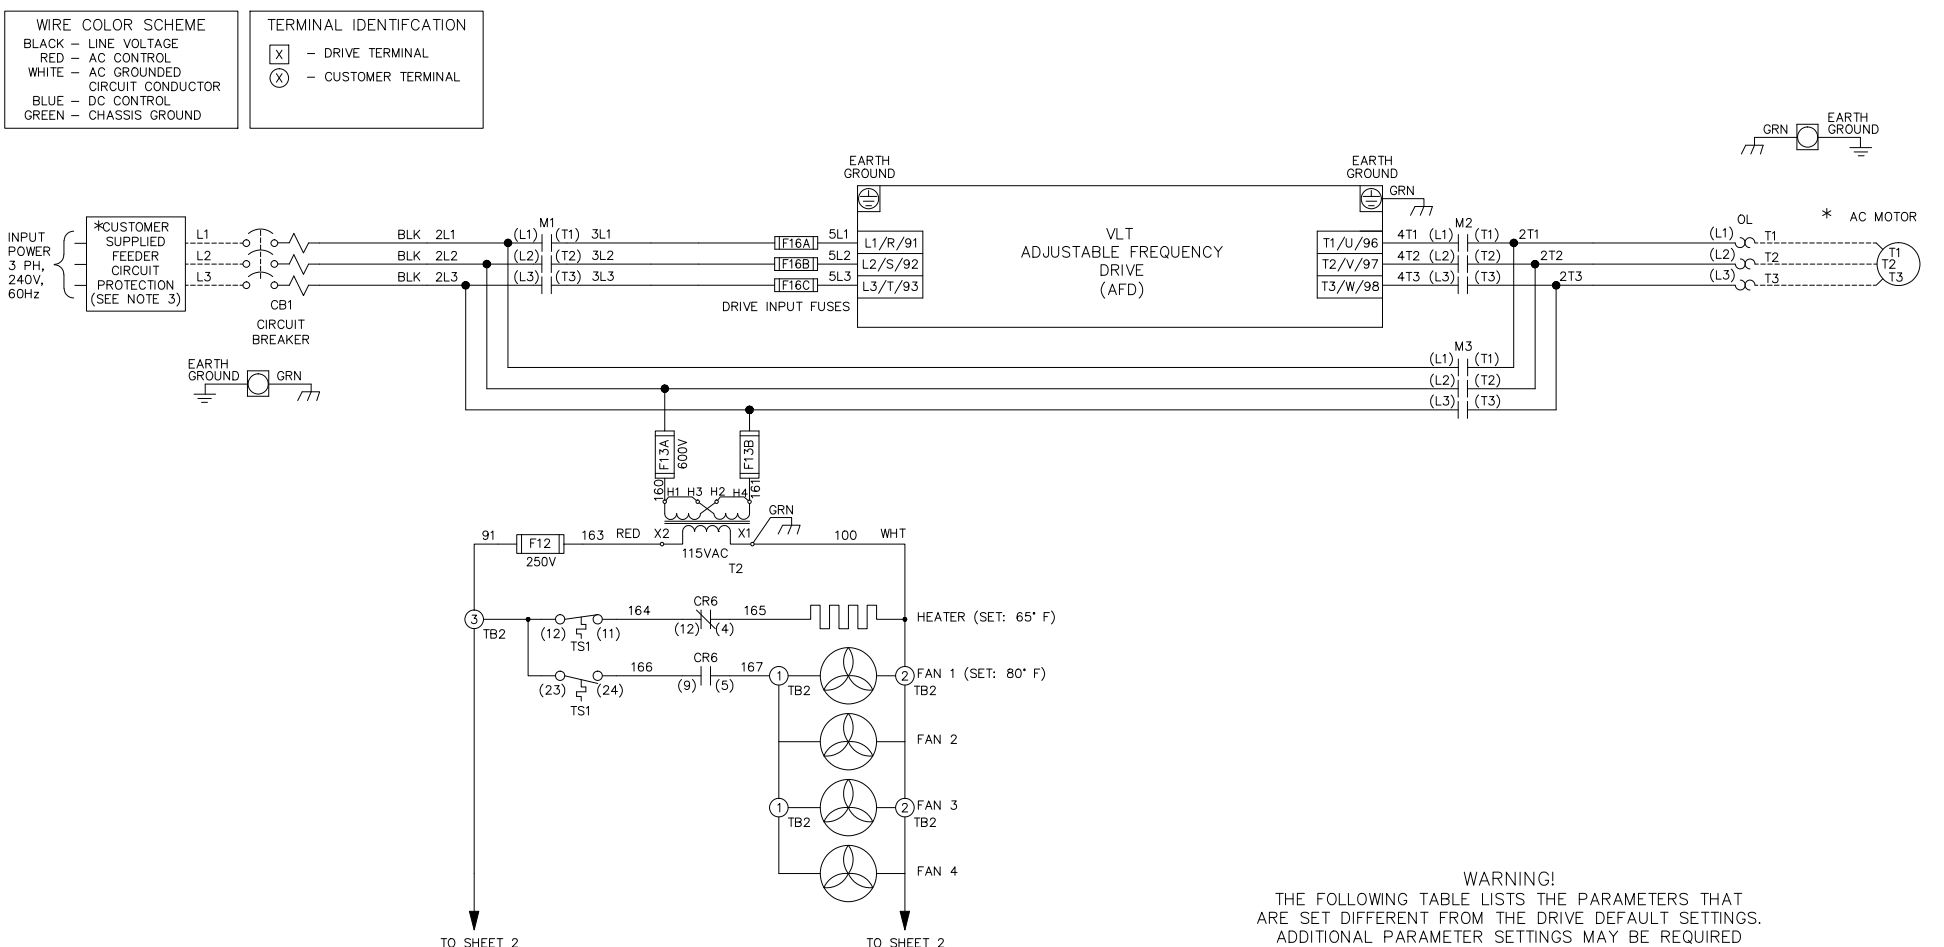 WIRE COLOR SCHEME
BLACK – LINE VOLTAGE
RED – AC CONTROL
WHITE – AC GROUNDED
CIRCUIT CONDUCTOR
BLUE – DC CONTROL
GREEN – CHASSIS GROUND
TERMINAL IDENTIFCATION
X – DRIVE TERMINAL
X – CUSTOMER TERMINAL
GRN
EARTH
GROUND
INPUT
POWER
3 PH,
240V,
60Hz
*CUSTOMER
SUPPLIED
FEEDER
CIRCUIT
PROTECTION
(SEE NOTE 3)
L1
L2
L3
CB1
CIRCUIT
BREAKER
EARTH
GROUND
GRN
BLK 2L1
BLK 2L2
BLK 2L3
M1
(L1) (T1) 3L1
(L2) (T2) 3L2
(L3) (T3) 3L3
F16A 5L1
F16B 5L2
F16C 5L3
DRIVE INPUT FUSES
EARTH
GROUND
L1/R/91
L2/S/92
L3/T/93
VLT
ADJUSTABLE FREQUENCY
DRIVE
(AFD)
EARTH
GROUND
GRN
T1/U/96
T2/V/97
T3/W/98
M2
4T1 (L1) (T1) 2T1
4T2 (L2) (T2) 2T2
4T3 (L3) (T3) 2T3
OL
(L1) T1
(L2) T2
(L3) T3
* AC MOTOR
T1
T2
T3
M3
(L1) (T1)
(L2) (T2)
(L3) (T3)
F13A
600V
F13B
160
161
H1 H3 H2 H4
GRN
91
F12
250V
163 RED X2
X1
115VAC
T2
100 WHT
3
TB2
(12) (11)
TS1
164
CR6
(12) (4)
165
HEATER (SET: 65° F)
(23) (24)
TS1
166
CR6
(9) (5)
167
1
TB2
2
TB2
FAN 1 (SET: 80° F)
FAN 2
1
TB2
2
TB2
FAN 3
FAN 4
TO SHEET 2
TO SHEET 2
WARNING!
THE FOLLOWING TABLE LISTS THE PARAMETERS THAT
ARE SET DIFFERENT FROM THE DRIVE DEFAULT SETTINGS.
ADDITIONAL PARAMETER SETTINGS MAY BE REQUIRED